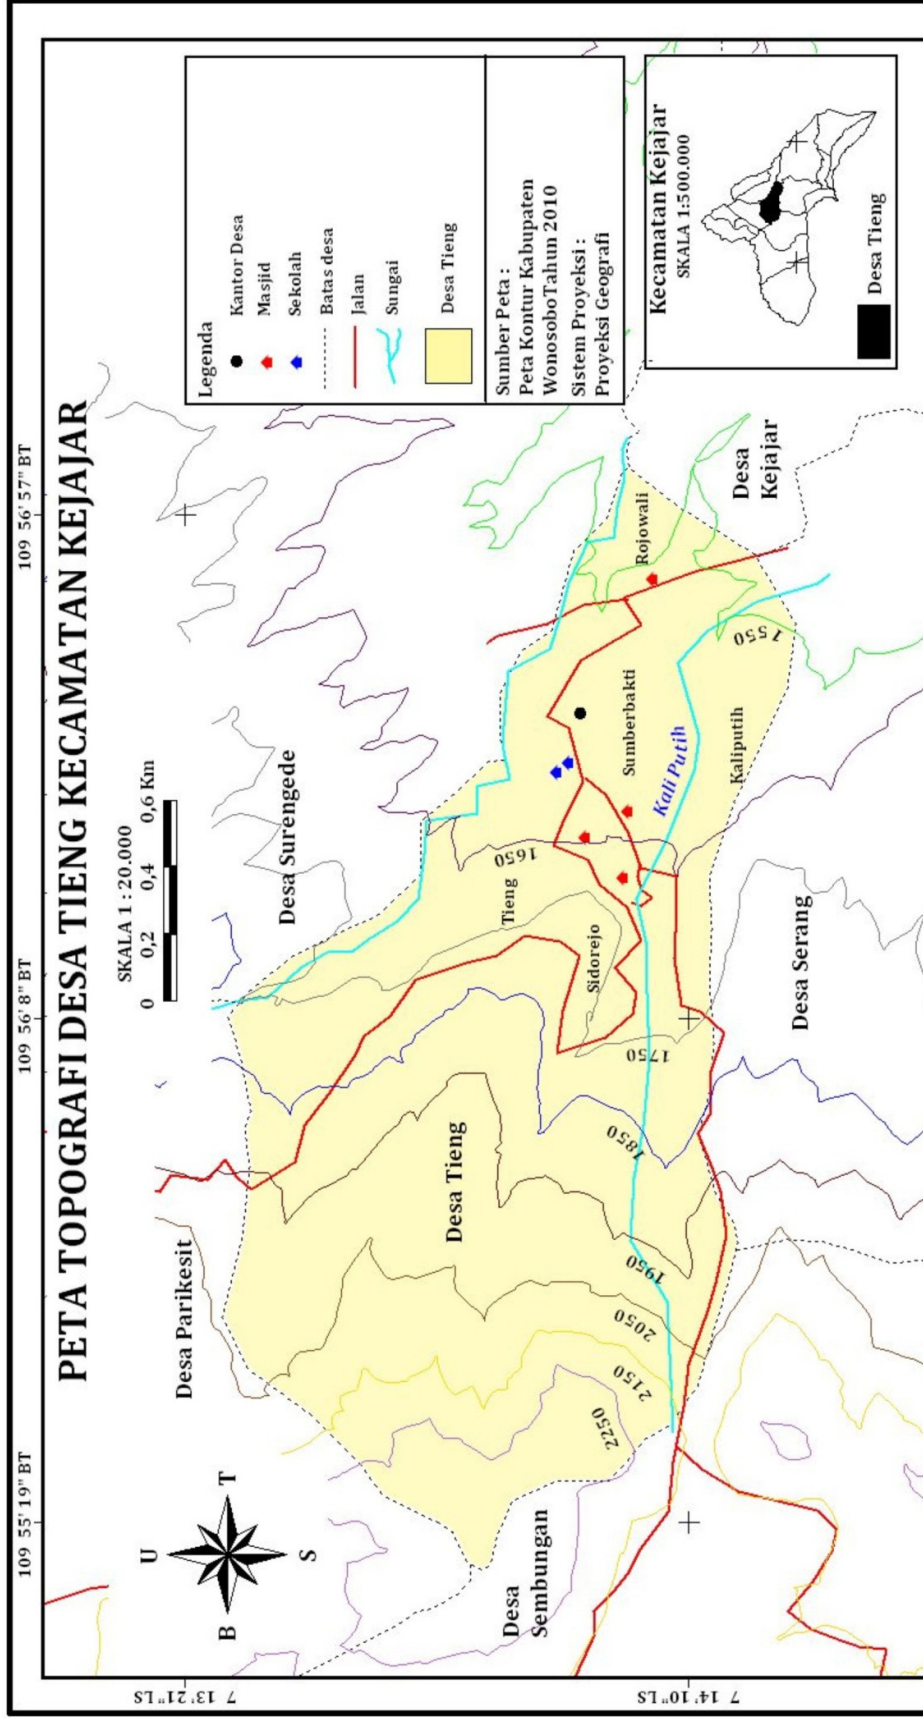 PETA TOPOGRAFI DESA TIENG KECAMATAN KEJAJAR
109 55' 19" BT
109 56' 8" BT
109 56' 57" BT
7 13' 21" LS
7 14' 10" LS
U
B
T
S
SKALA 1 : 20.000
0 0,2 0,4 0,6 Km
Desa Parikesit
Desa Surengede
Desa Tieng
Tieng
Sidorejo
Sumberbakti
Rojowali
Kali Putih
Kaliputih
Desa
Sembungan
Desa Serang
Desa
Kejajar
2250
2150
2050
1950
1850
1750
1650
1550
Legenda
Kantor Desa
Masjid
Sekolah
Batas desa
Jalan
Sungai
Desa Tieng
Sumber Peta :
Peta Kontur Kabupaten
WonosoboTahun 2010
Sistem Proyeksi :
Proyeksi Geografi
Kecamatan Kejajar
SKALA 1:500.000
Desa Tieng